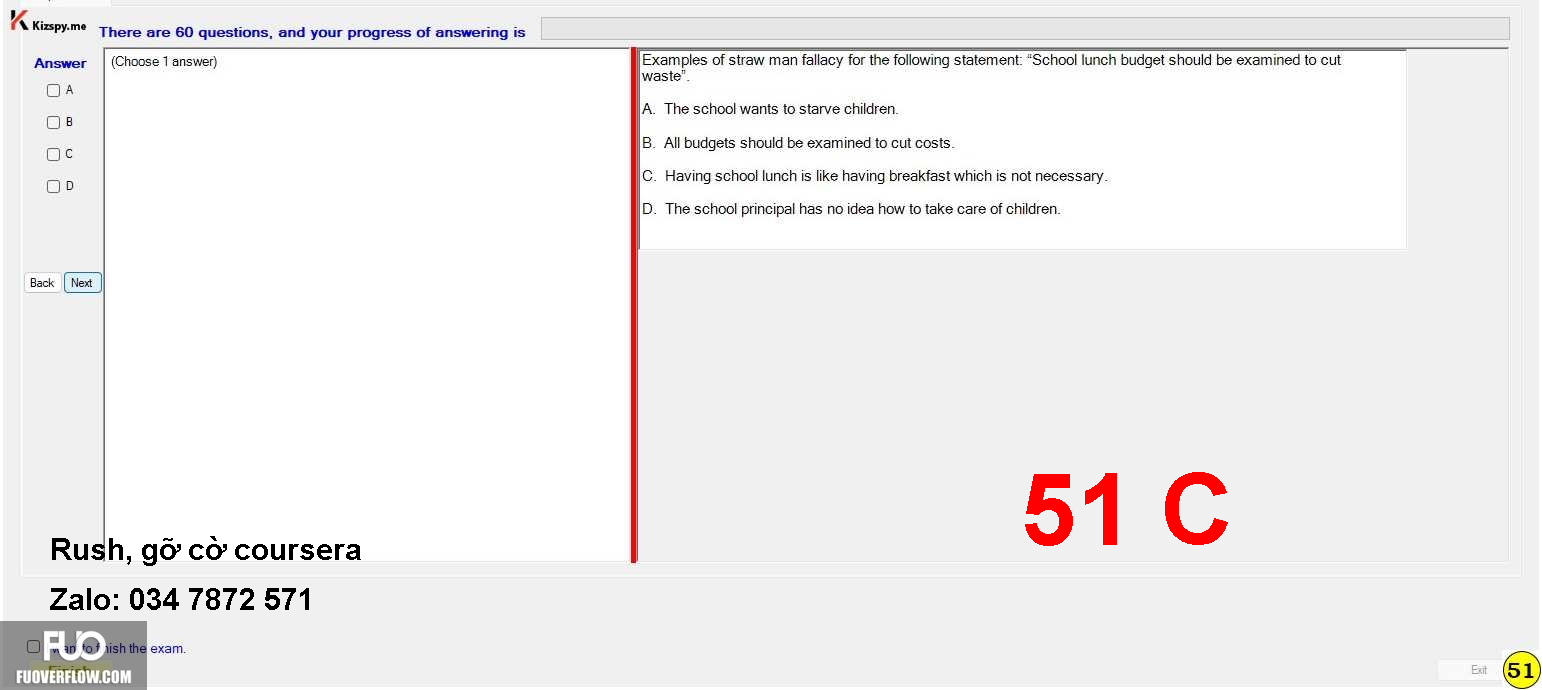 Kizspy.me
There are 60 questions, and your progress of answering is
Answer
(Choose 1 answer)
A
B
C
D
Back
Next
Examples of straw man fallacy for the following statement: “School lunch budget should be examined to cut
waste”.
A. The school wants to starve children.
B. All budgets should be examined to cut costs.
C. Having school lunch is like having breakfast which is not necessary.
D. The school principal has no idea how to take care of children.
51 C
Rush, gỡ cờ coursera
Zalo: 034 7872 571
FUO
FUOVERFLOW.COM
want to finish the exam.
Finish
Exit
51